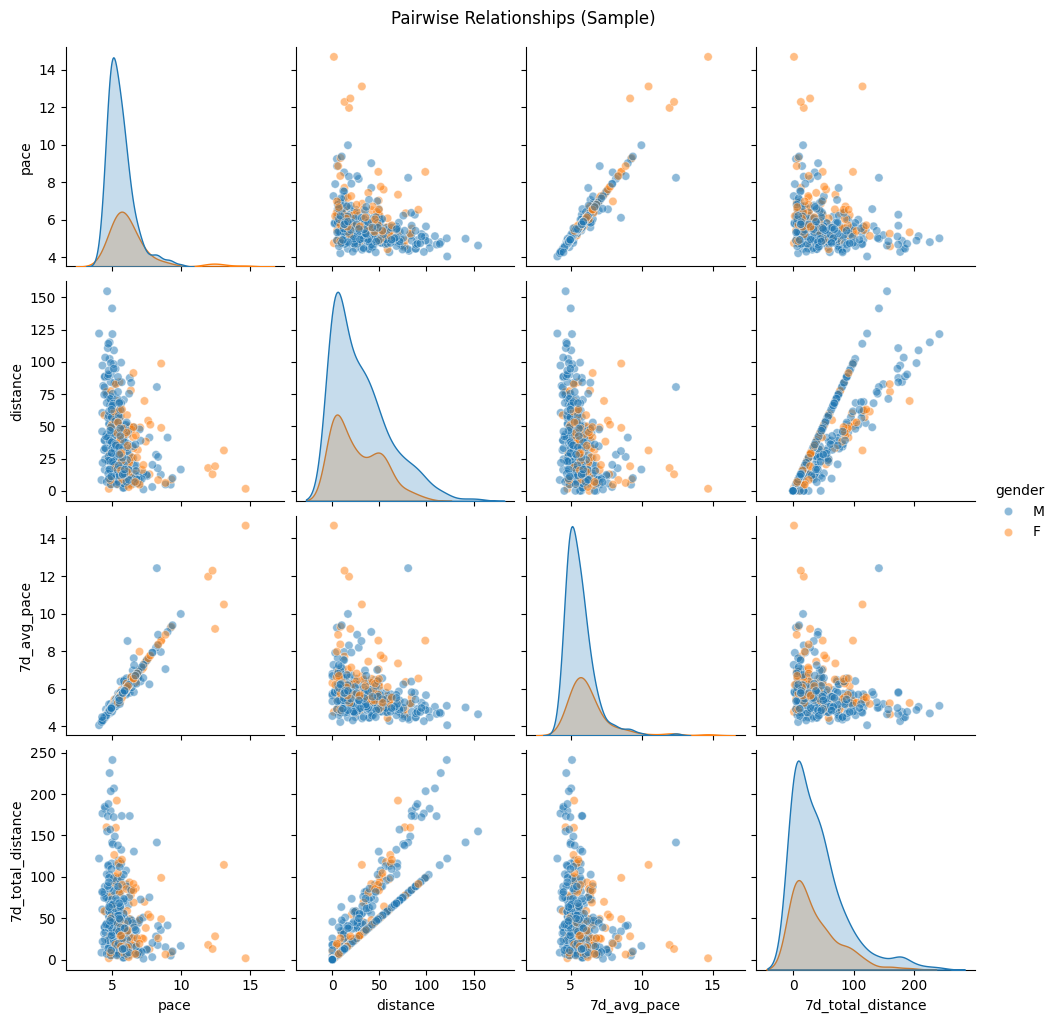 Pairwise Relationships (Sample)
14
12
10
8
6
4
pace
150
125
100
75
50
25
0
distance
gender
M
F
14
12
10
8
6
4
7d_avg_pace
250
200
150
100
50
0
7d_total_distance
5 10 15
0 50 100 150
5 10 15
0 100 200
pace distance 7d_avg_pace 7d_total_distance